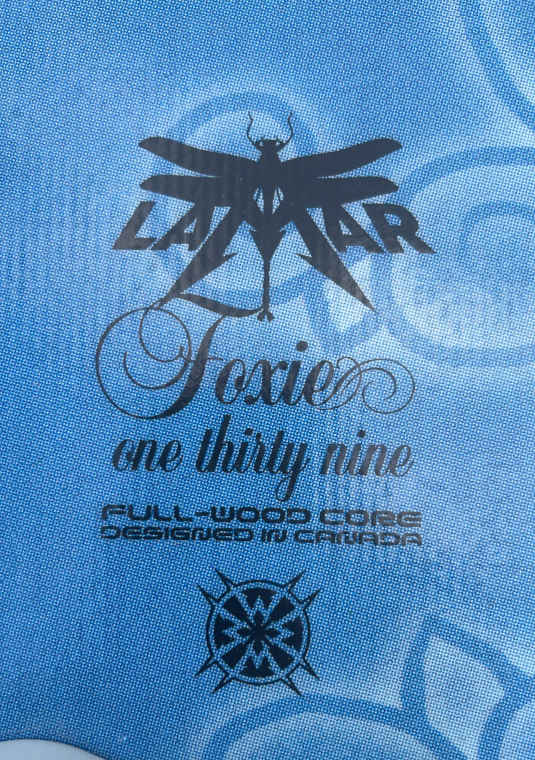 LAMAR
Foxie
one thirty nine
FULL-WOOD CORE
DESIGNED IN CANADA